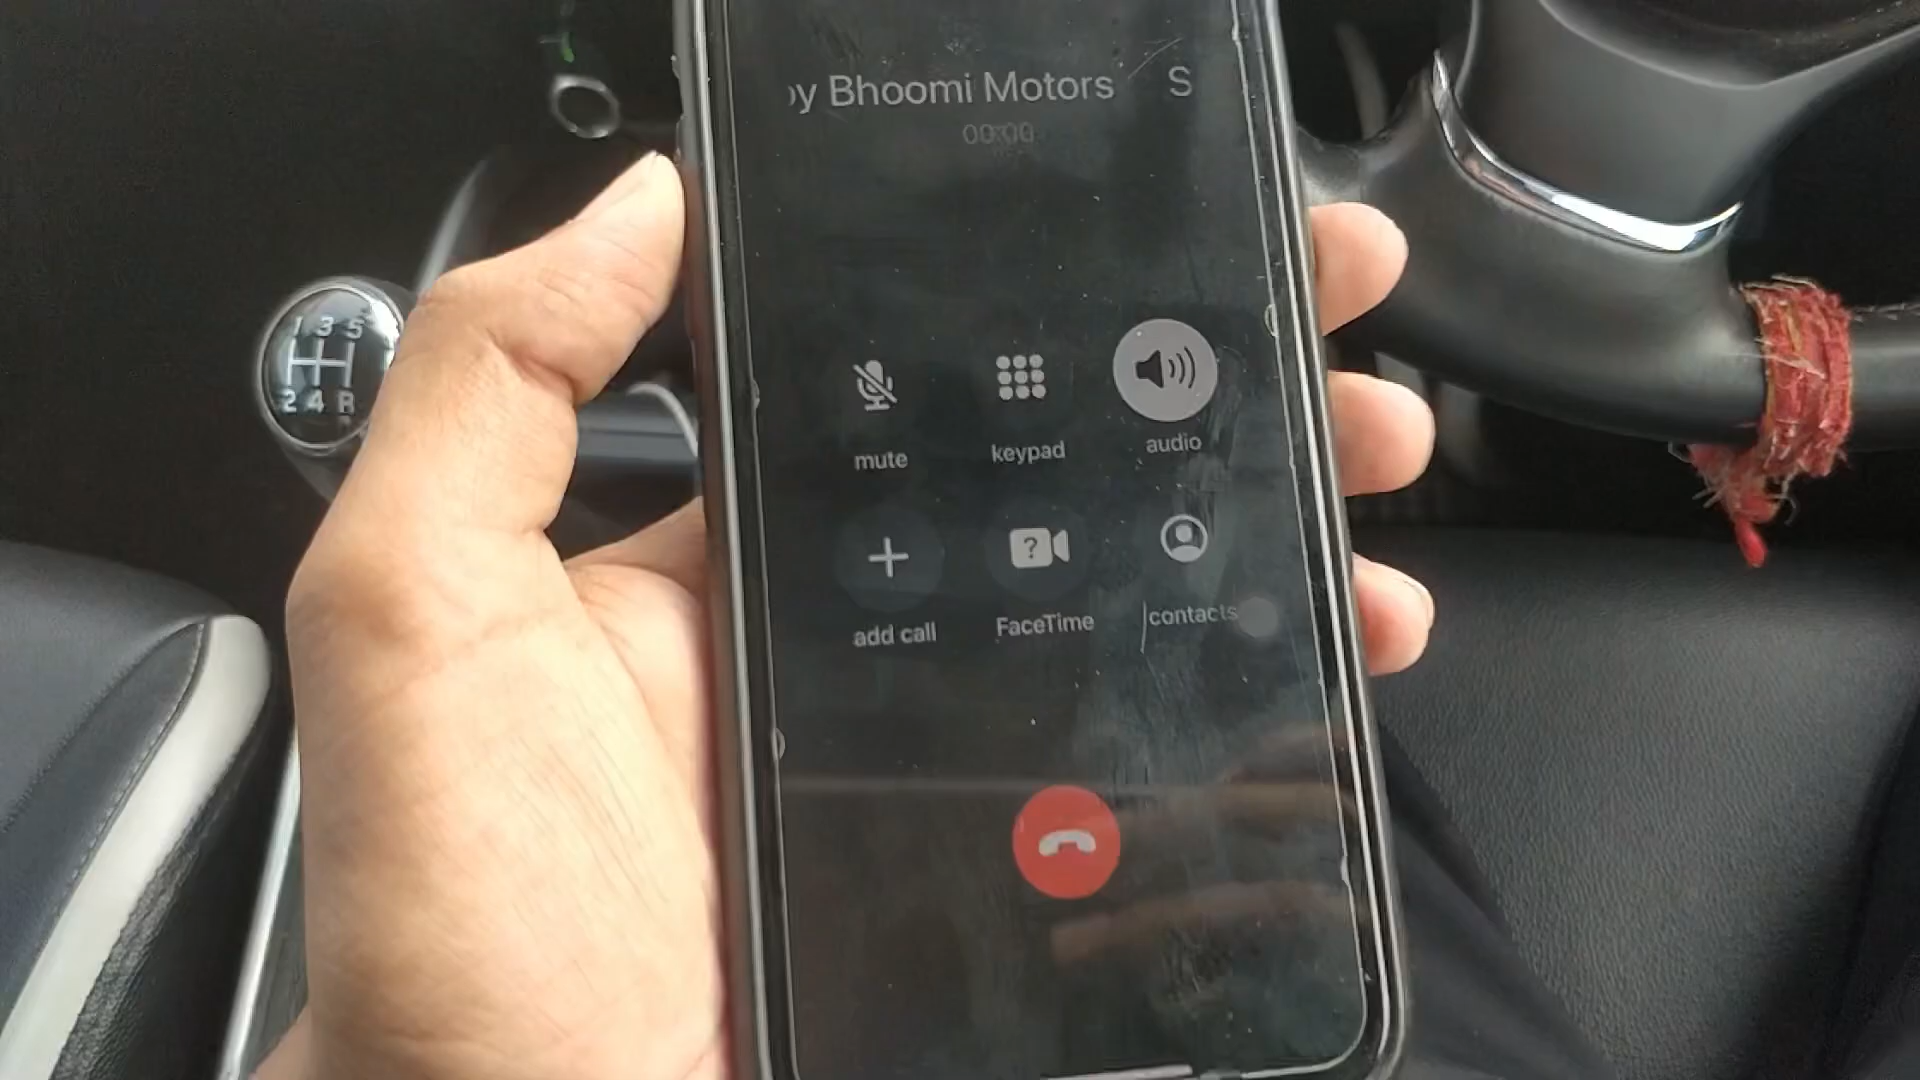 y Bhoomi Motors S
00:00
1 3 5
2 4 R
mute keypad audio
add call FaceTime contacts